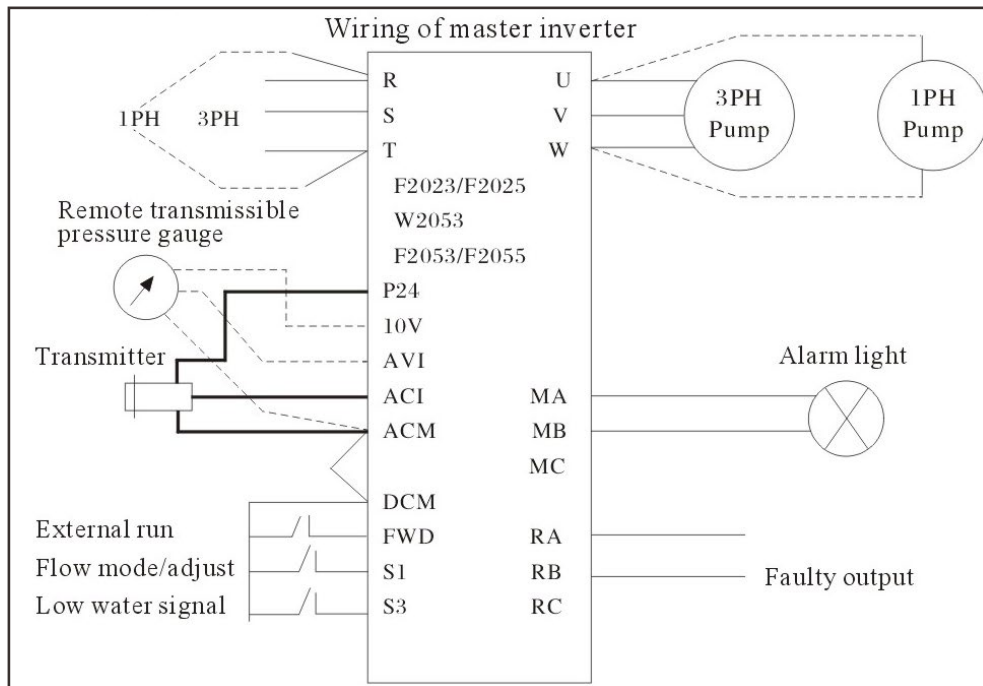 Wiring of master inverter
R
S
T
1PH
3PH
U
V
W
3PH
Pump
1PH
Pump
F2023/F2025
W2053
F2053/F2055
Remote transmissible
pressure gauge
P24
10V
AVI
Transmitter
ACI
ACM
Alarm light
MA
MB
MC
DCM
External run
FWD
Flow mode/adjust
S1
Low water signal
S3
RA
RB
RC
Faulty output